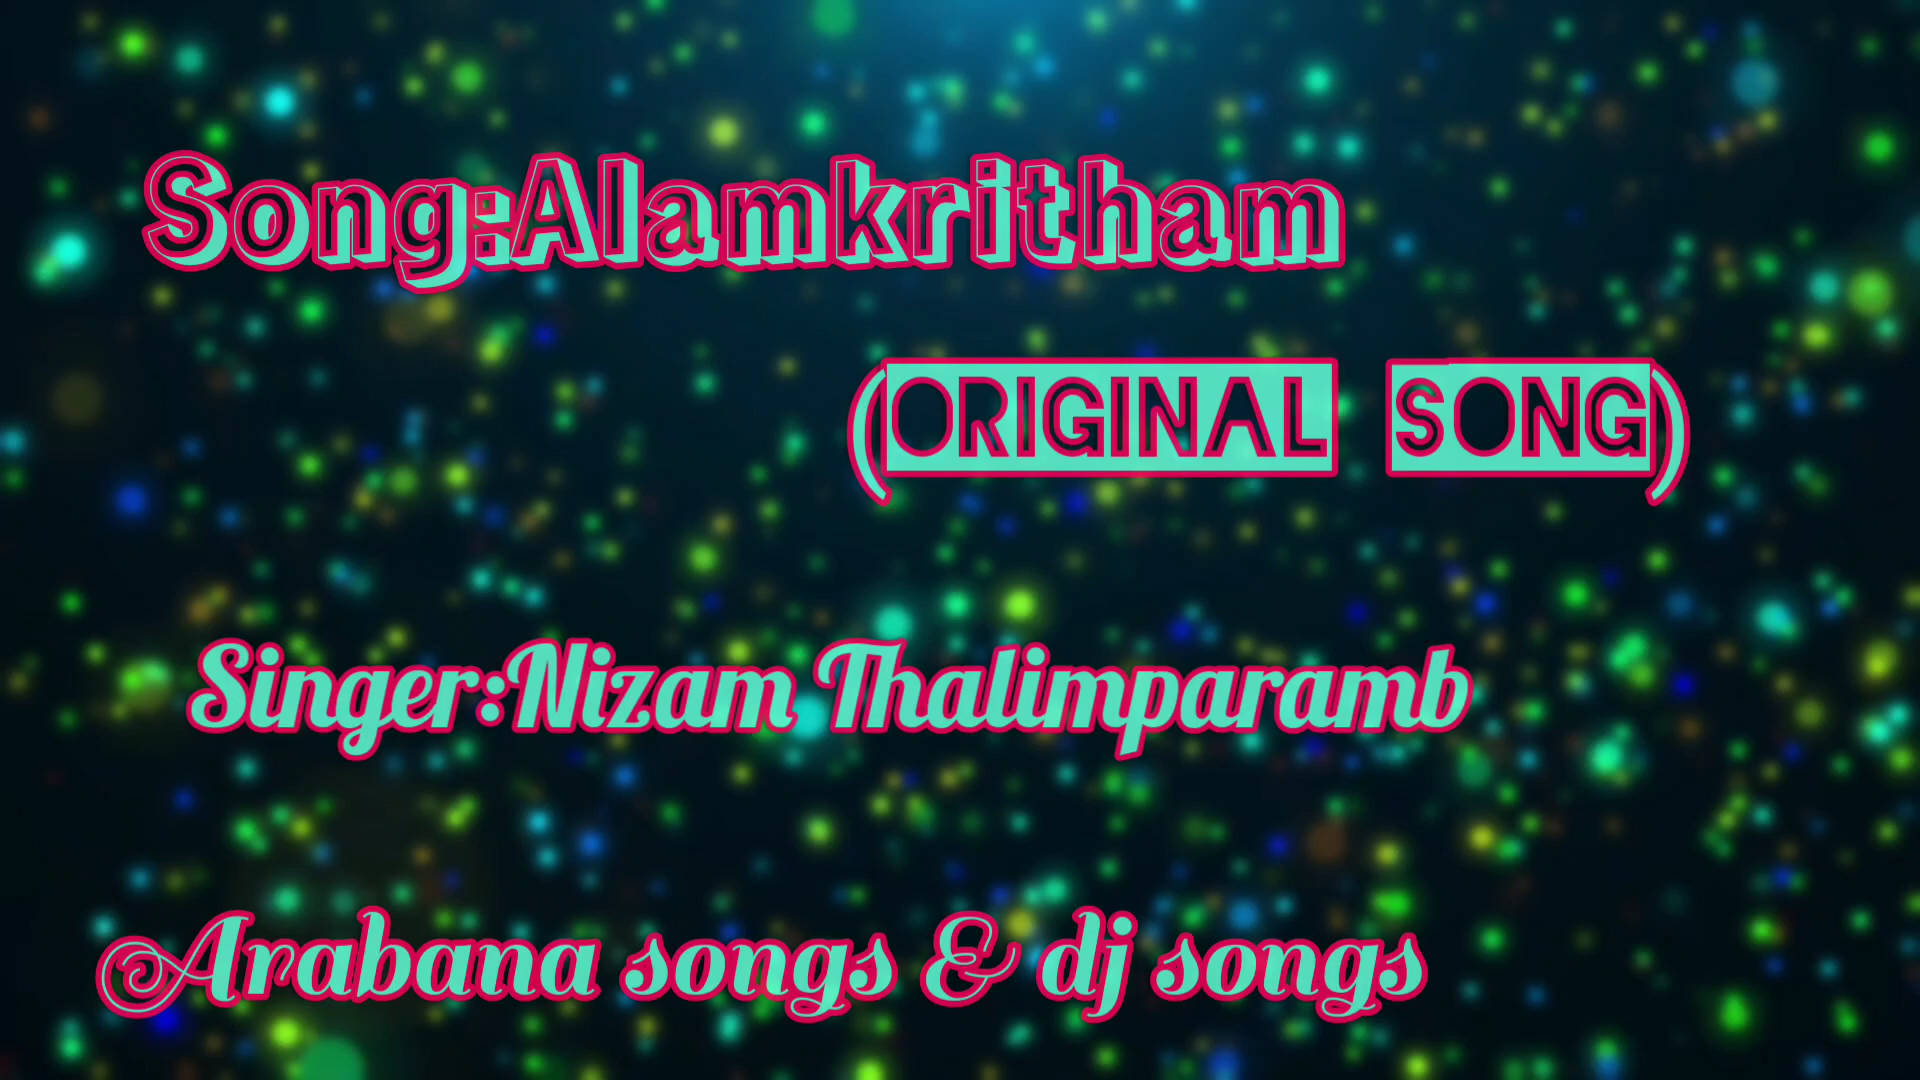 Song:Alamkritham
(ORIGINAL SONG)
Singer:Nizam Thalimparamb
Arabana songs & dj songs